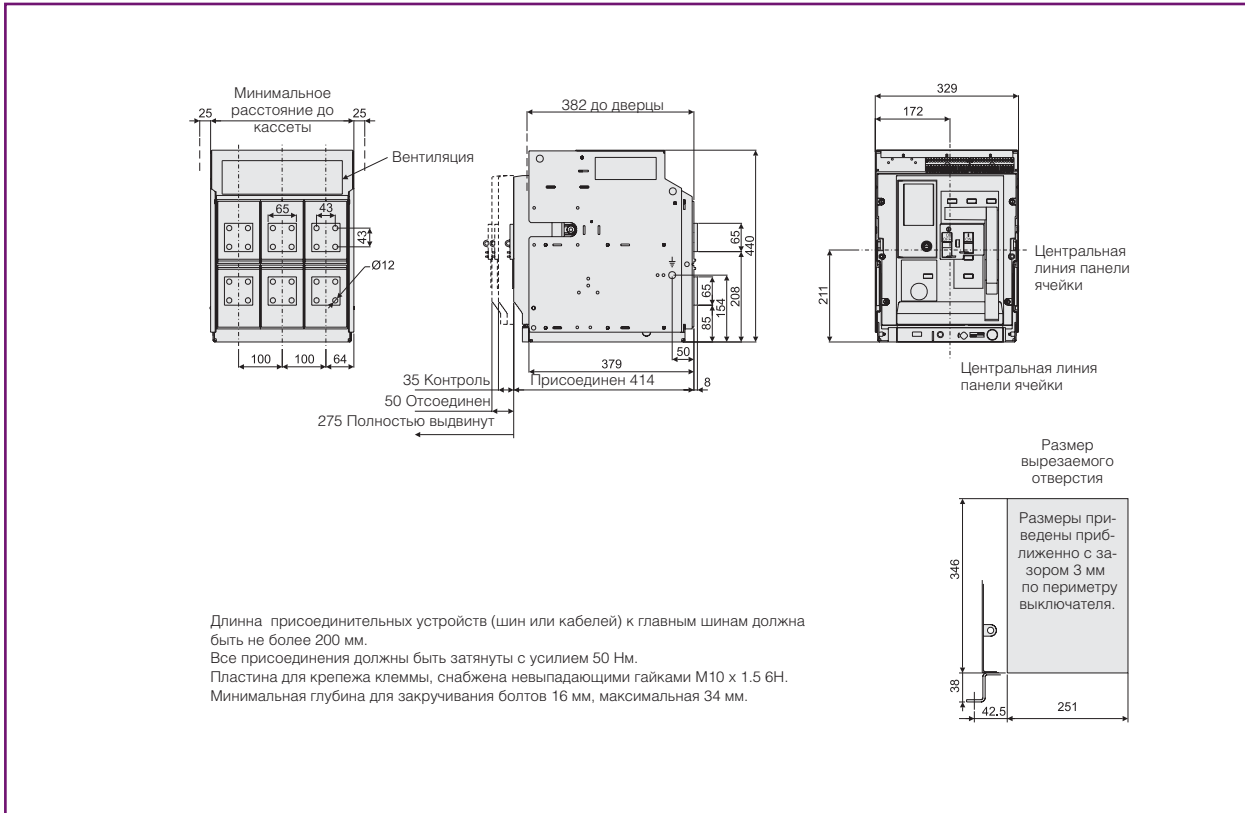 Минимальное
расстояние до
кассеты
25
25
Вентиляция
65
43
43
Ø12
100
100
64
382 до дверцы
440
65
208
65
154
85
50
379
35 Контроль
Присоединен 414
8
50 Отсоединен
275 Полностью выдвинут
329
172
211
Центральная
линия панели
ячейки
Центральная линия
панели ячейки
Размер
вырезаемого
отверстия
Размеры при-
ведены приб-
лиженно с за-
зором 3 мм
по периметру
выключателя.
346
38
42.5
251
Длинна присоединительных устройств (шин или кабелей) к главным шинам должна
быть не более 200 мм.
Все присоединения должны быть затянуты с усилием 50 Нм.
Пластина для крепежа клеммы, снабжена невыпадающими гайками М10 х 1.5 6Н.
Минимальная глубина для закручивания болтов 16 мм, максимальная 34 мм.